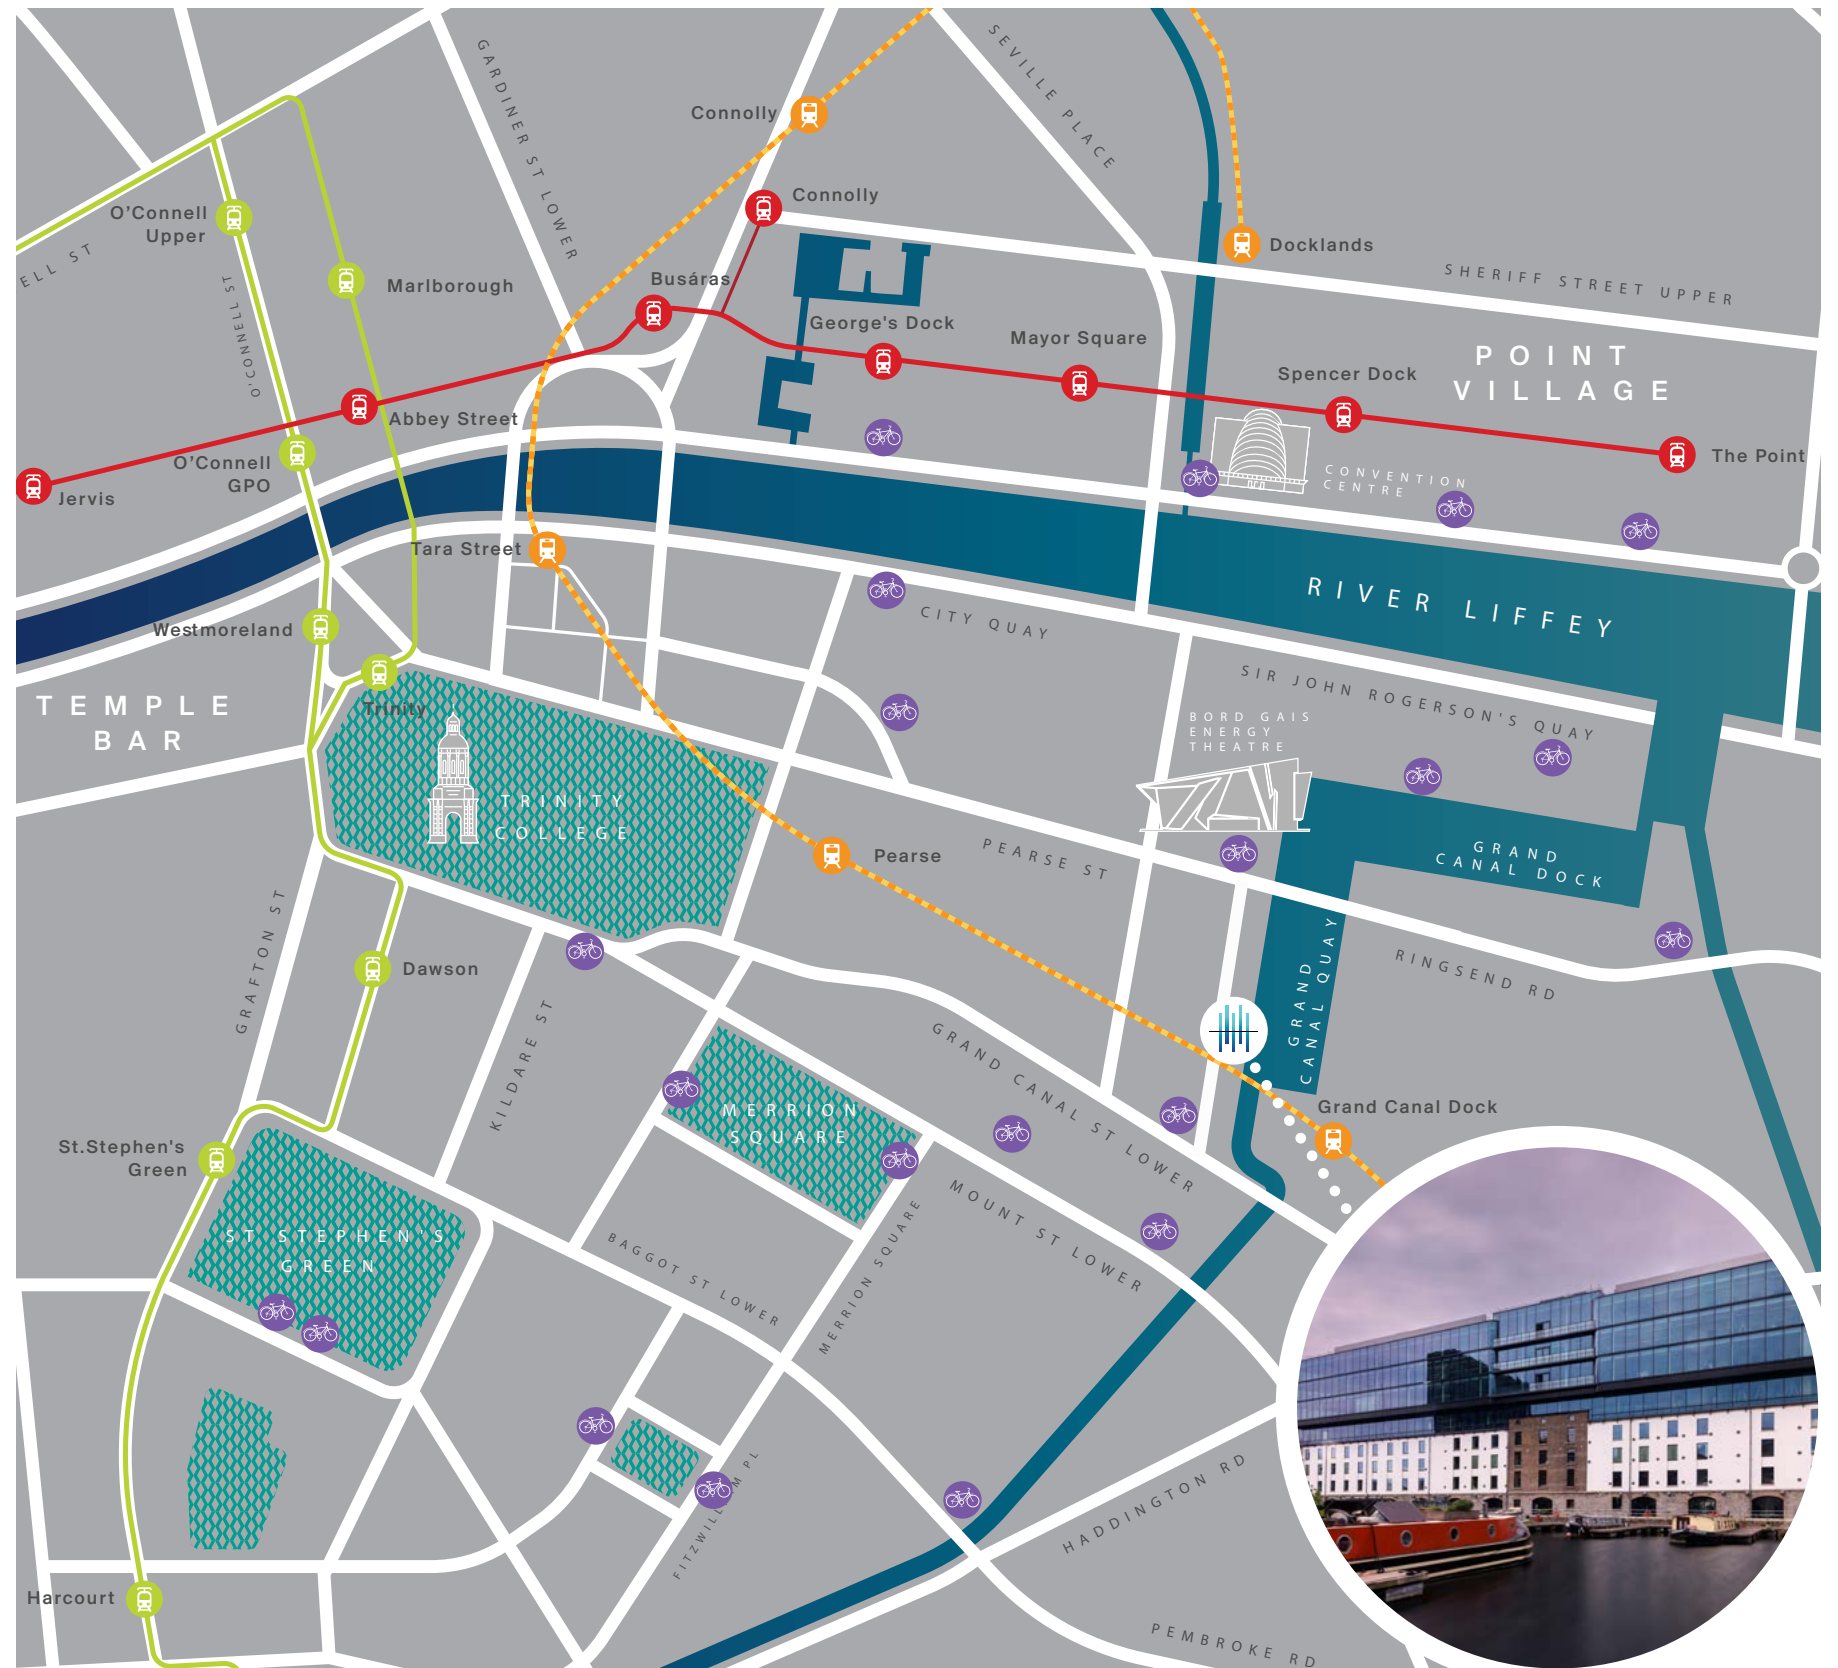 GARDINER ST LOWER
SEVILLE PLACE
Connolly
Connolly
O'Connell
Upper
ELL ST
O'CONNELL ST
Marlborough
Busáras
Docklands
SHERIFF STREET UPPER
George's Dock
Mayor Square
POINT
VILLAGE
Spencer Dock
Abbey Street
O'Connell
GPO
Jervis
The Point
CONVENTION
CENTRE
Tara Street
RIVER LIFFEY
CITY QUAY
Westmoreland
SIR JOHN ROGERSON'S QUAY
TEMPLE
BAR
Trinity
BORD GAIS
ENERGY
THEATRE
TRINITY
COLLEGE
Pearse
PEARSE ST
GRAND
CANAL DOCK
GRAFTON ST
Dawson
KILDARE ST
GRAND
CANAL QUAY
RINGSEND RD
GRAND CANAL ST LOWER
MERRION
SQUARE
Grand Canal Dock
St.Stephen's
Green
MOUNT ST LOWER
ST STEPHEN'S
GREEN
BAGGOT ST LOWER
MERRION SQUARE
FITZWILL M PL
HADDINGTON RD
Harcourt
PEMBROKE RD